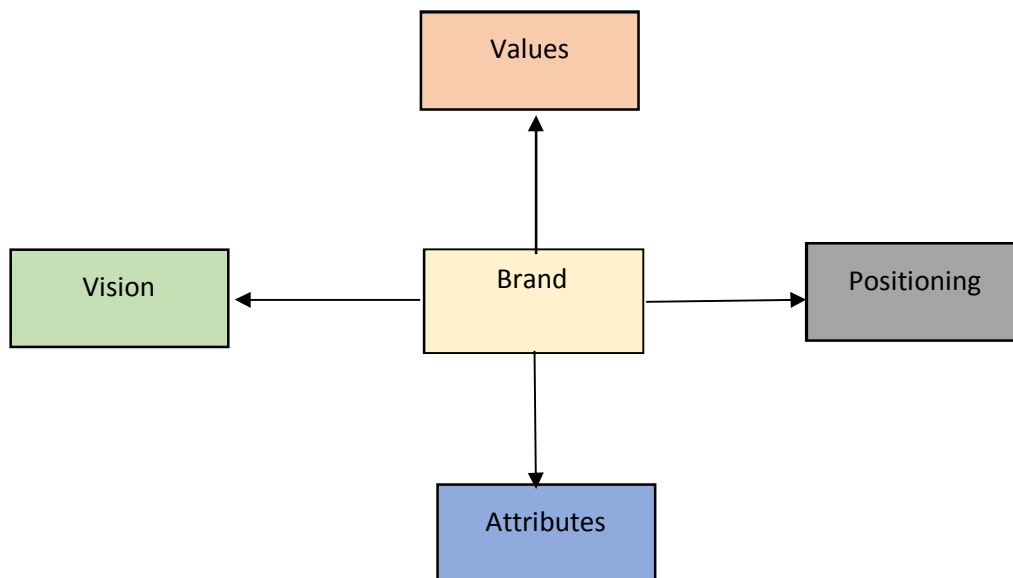 Values
Vision
Brand
Positioning
Attributes